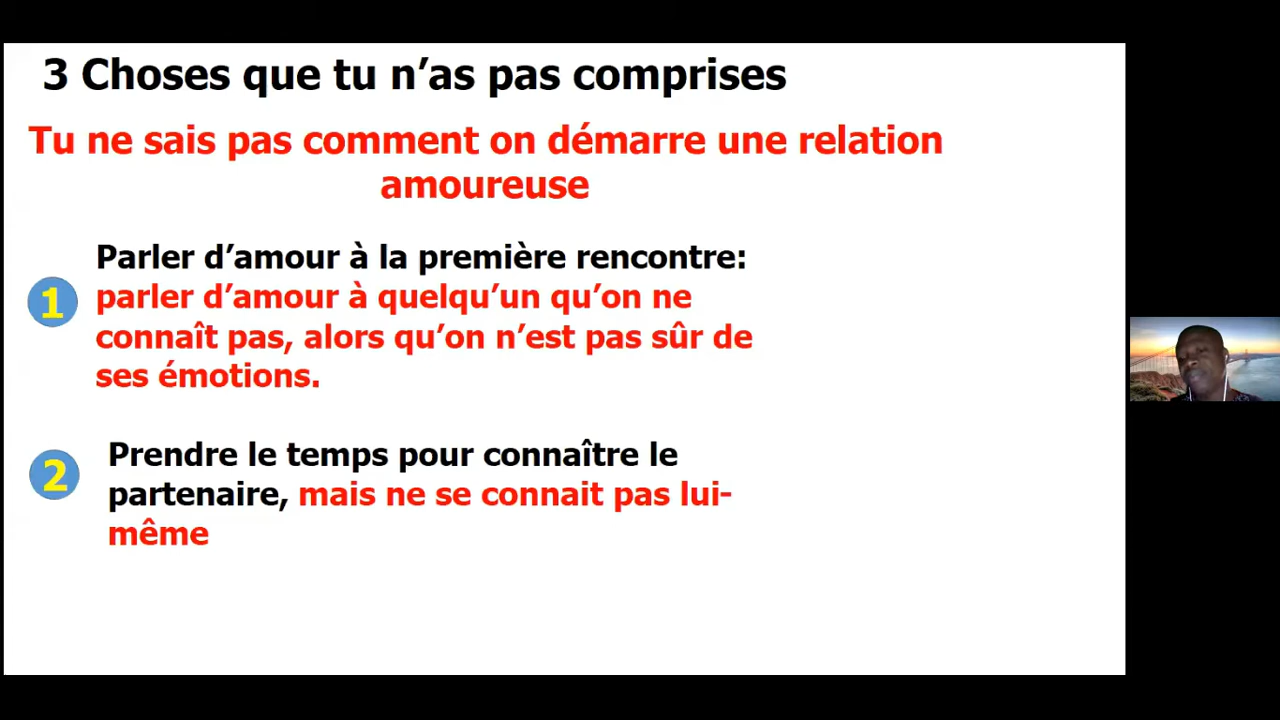 3 Choses que tu n’as pas comprises
Tu ne sais pas comment on démarre une relation
amoureuse
1
Parler d’amour à la première rencontre:
parler d’amour à quelqu’un qu’on ne
connaît pas, alors qu’on n’est pas sûr de
ses émotions.
2
Prendre le temps pour connaître le
partenaire, mais ne se connait pas lui-
même